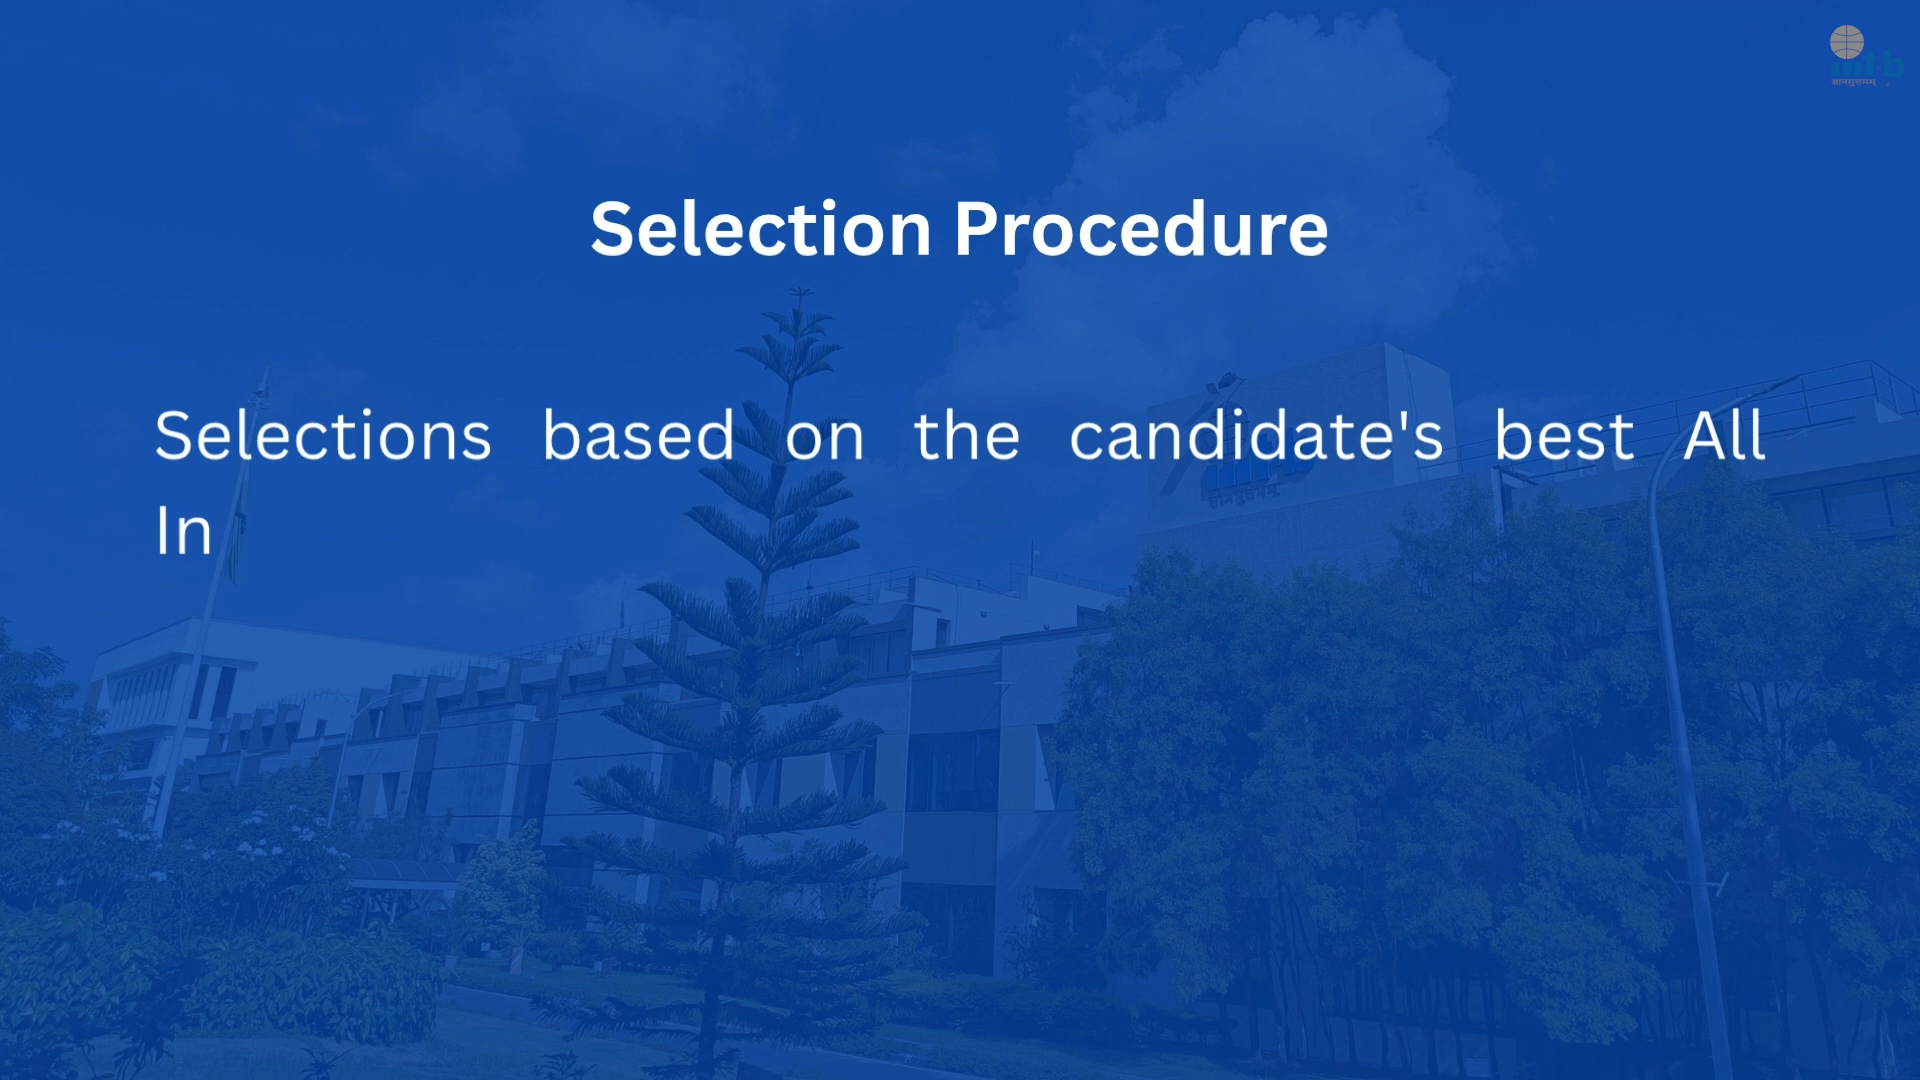 Selection Procedure
Selections based on the candidate's best All
In